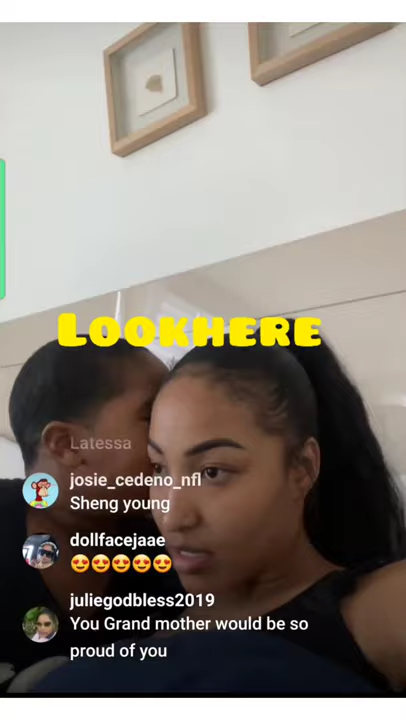 LOOKHERE
Latessa
josie_cedeno_nfl
Sheng young
dollfacejaae
😍😍😍😍😍
juliegodbless2019
You Grand mother would be so
proud of you